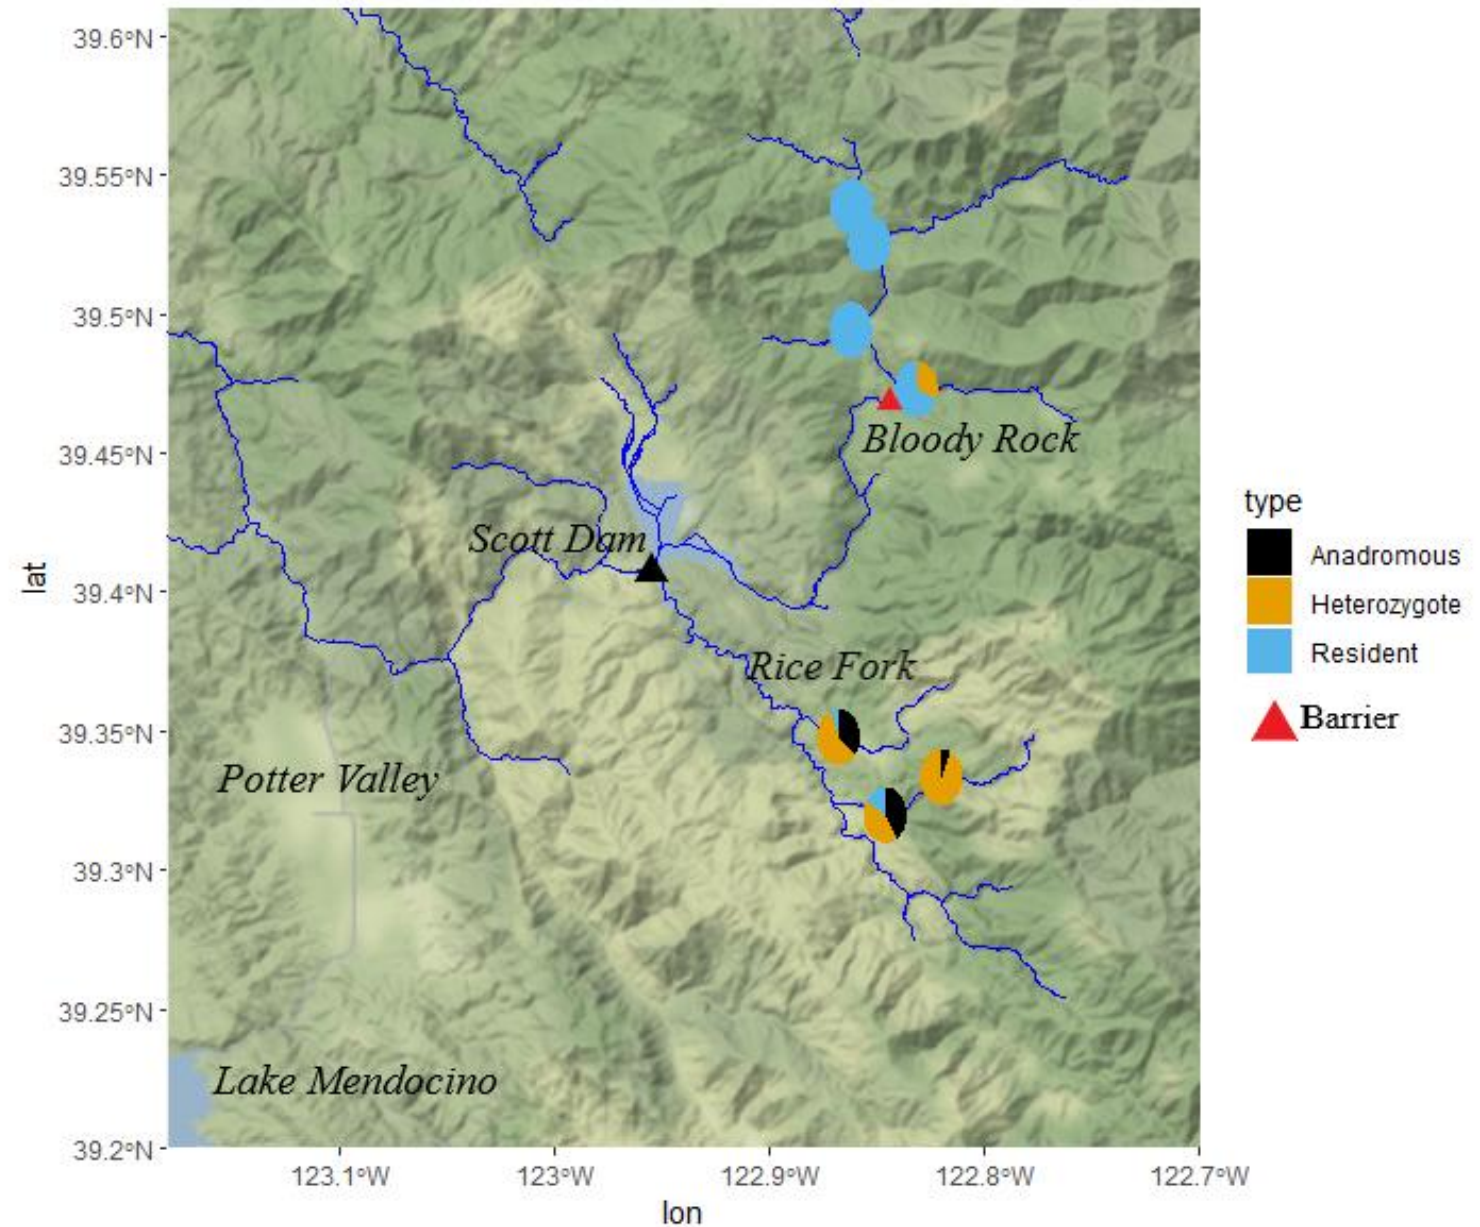 39.6°N
39.55°N
39.5°N
39.45°N
39.4°N
39.35°N
39.3°N
39.25°N
39.2°N
lat
Bloody Rock
Scott Dam
Rice Fork
Potter Valley
Lake Mendocino
123.1°W
123°W
122.9°W
122.8°W
122.7°W
lon
type
Anadromous
Heterozygote
Resident
Barrier